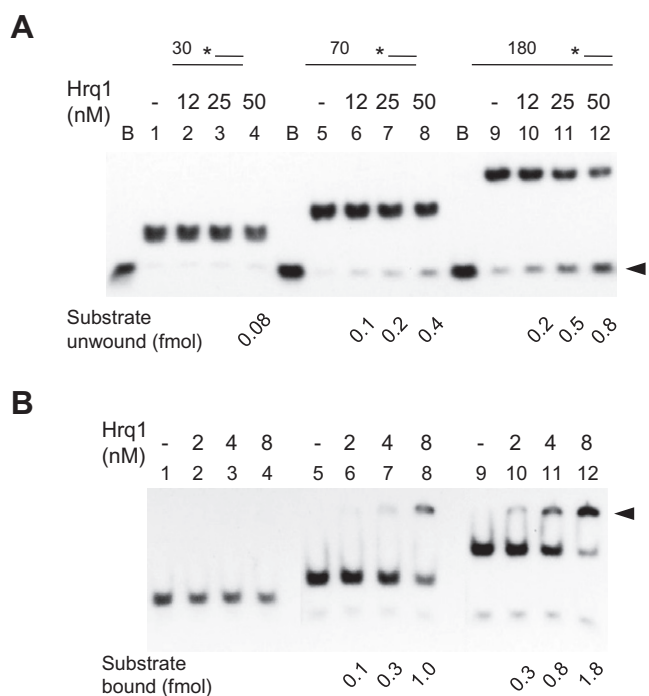 A
30 * 70 * 180 *
Hrq1 (nM) - 12 25 50 - 12 25 50 - 12 25 50
B 1 2 3 4 B 5 6 7 8 B 9 10 11 12
Substrate unwound (fmol) 0.08 0.1 0.2 0.4 0.2 0.5 0.8
B
Hrq1 (nM) - 2 4 8 - 2 4 8 - 2 4 8
1 2 3 4 5 6 7 8 9 10 11 12
Substrate bound (fmol) 0.1 0.3 1.0 0.3 0.8 1.8